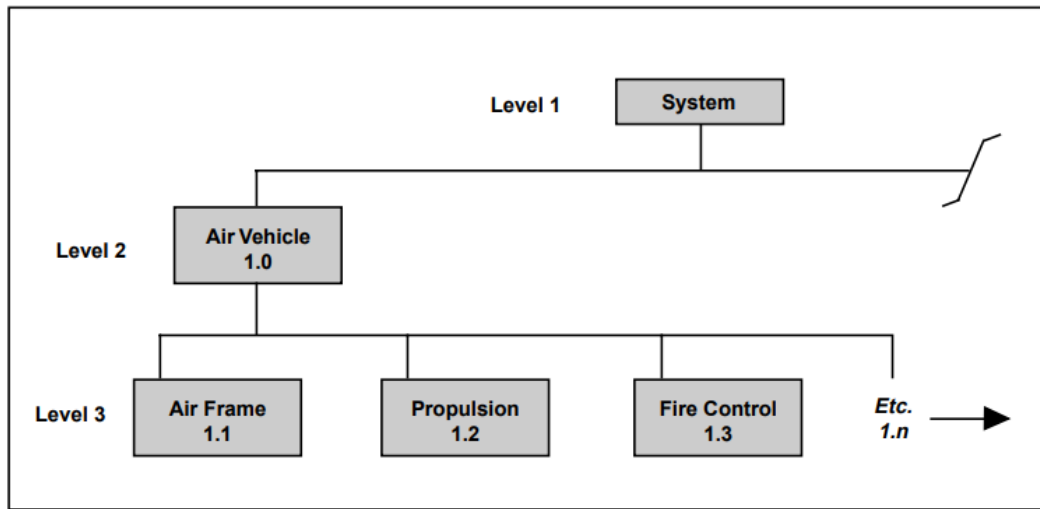 Level 1
System
Level 2
Air Vehicle
1.0
Level 3
Air Frame
1.1
Propulsion
1.2
Fire Control
1.3
Etc.
1.n